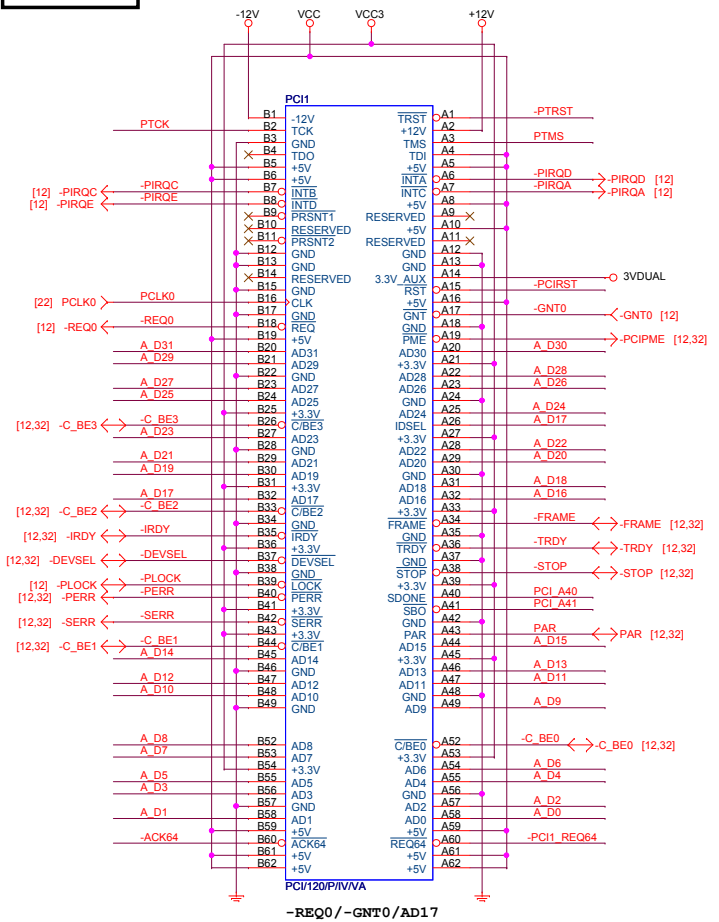 -12V VCC VCC3 +12V
PCI1
B1 -12V TRST A1 -PTRST
PTCK B2 TCK +12V A2
B3 GND TMS A3 PTMS
B4 TDO TDI A4
B5 +5V +5V A5
B6 +5V INTA A6 -PIRQD -PIRQD [12]
[12] -PIRQC -PIRQC B7 INTB INTC A7 -PIRQA -PIRQA [12]
[12] -PIRQE -PIRQE B8 INTD +5V A8
B9 PRSNT1 RESERVED A9
B10 RESERVED +5V A10
B11 PRSNT2 RESERVED A11
B12 GND GND A12
B13 GND GND A13
B14 RESERVED 3.3V_AUX A14 3VDUAL
B15 GND RST A15 -PCIRST
[22] PCLK0 PCLK0 B16 CLK +5V A16
B17 GND GNT A17 -GNT0 -GNT0 [12]
[12] -REQ0 -REQ0 B18 REQ GND A18
B19 +5V PME A19 -PCIPME [12,32]
A_D31 B20 AD31 AD30 A20 A_D30
A_D29 B21 AD29 +3.3V A21
B22 GND AD28 A22 A_D28
A_D27 B23 AD27 AD26 A23 A_D26
A_D25 B24 AD25 GND A24
B25 +3.3V AD24 A25 A_D24
[12,32] -C_BE3 -C_BE3 B26 C/BE3 IDSEL A26 A_D17
A_D23 B27 AD23 +3.3V A27
B28 GND AD22 A28 A_D22
A_D21 B29 AD21 AD20 A29 A_D20
A_D19 B30 AD19 GND A30
B31 +3.3V AD18 A31 A_D18
A_D17 B32 AD17 AD16 A32 A_D16
[12,32] -C_BE2 -C_BE2 B33 C/BE2 +3.3V A33
B34 GND FRAME A34 -FRAME -FRAME [12,32]
[12,32] -IRDY -IRDY B35 IRDY GND A35
B36 +3.3V TRDY A36 -TRDY -TRDY [12,32]
[12,32] -DEVSEL -DEVSEL B37 DEVSEL GND A37
B38 GND STOP A38 -STOP -STOP [12,32]
[12] -PLOCK -PLOCK B39 LOCK +3.3V A39
[12,32] -PERR -PERR B40 PERR SDONE A40 PCI_A40
B41 +3.3V SBO A41 PCI_A41
[12,32] -SERR -SERR B42 SERR GND A42
B43 +3.3V PAR A43 PAR PAR [12,32]
[12,32] -C_BE1 -C_BE1 B44 C/BE1 AD15 A44 A_D15
A_D14 B45 AD14 +3.3V A45
B46 GND AD13 A46 A_D13
A_D12 B47 AD12 AD11 A47 A_D11
A_D10 B48 AD10 GND A48
B49 GND AD9 A49 A_D9
A_D8 B52 AD8 C/BE0 A52 -C_BE0 -C_BE0 [12,32]
A_D7 B53 AD7 +3.3V A53
B54 +3.3V AD6 A54 A_D6
A_D5 B55 AD5 AD4 A55 A_D4
A_D3 B56 AD3 GND A56
B57 GND AD2 A57 A_D2
A_D1 B58 AD1 AD0 A58 A_D0
B59 +5V +5V A59
-ACK64 B60 ACK64 REQ64 A60 -PCI1_REQ64
B61 +5V +5V A61
B62 +5V +5V A62
PCI/120/P/IV/VA
-REQ0/-GNT0/AD17